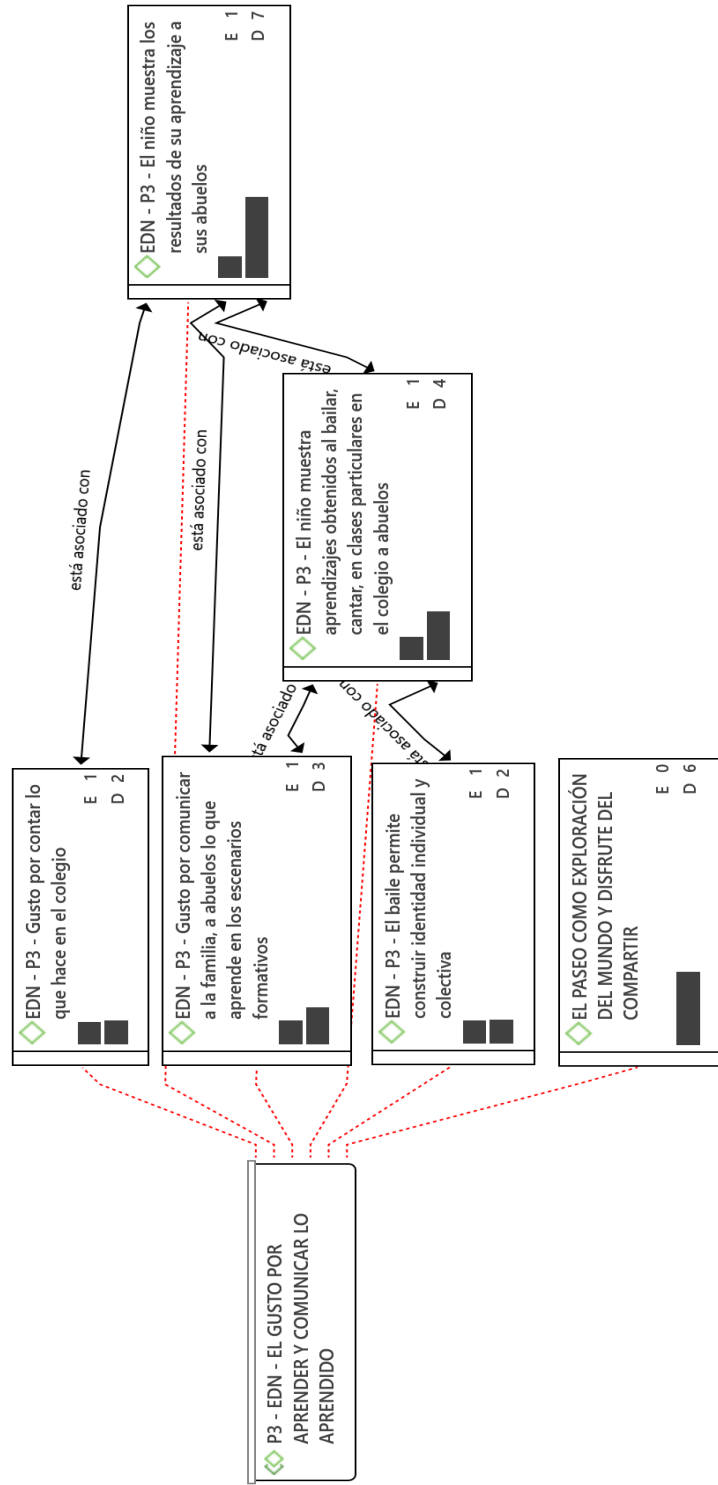 P3 - EDN - EL GUSTO POR
APRENDER Y COMUNICAR LO
APRENDIDO
EDN - P3 - Gusto por contar lo
que hace en el colegio
E 1
D 2
EDN - P3 - Gusto por comunicar
a la familia, a abuelos lo que
aprende en los escenarios
formativos
E 1
D 3
EDN - P3 - El baile permite
construir identidad individual y
colectiva
E 1
D 2
EL PASEO COMO EXPLORACIÓN
DEL MUNDO Y DISFRUTE DEL
COMPARTIR
E 0
D 6
EDN - P3 - El niño muestra
aprendizajes obtenidos al bailar,
cantar, en clases particulares en
el colegio a abuelos
E 1
D 4
EDN - P3 - El niño muestra los
resultados de su aprendizaje a
sus abuelos
E 1
D 7
está asociado con
está asociado con
está asociado con
tá asociado
stá asociado con